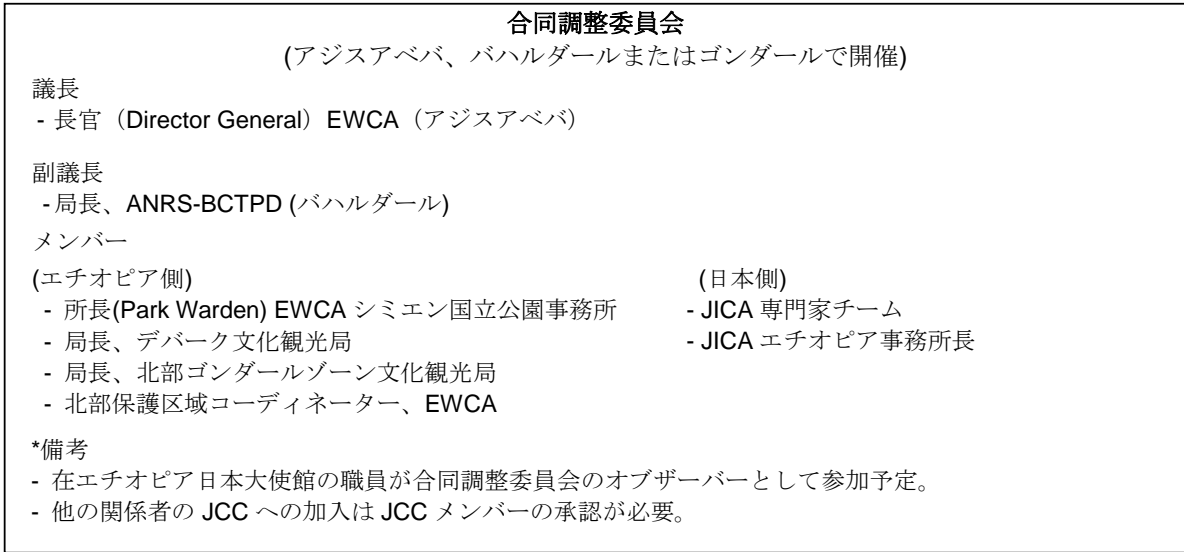 合同調整委員会
(アジスアベバ、バハルダールまたはゴンダールで開催)
議長
- 長官（Director General）EWCA（アジスアベバ）
副議長
- 局長、ANRS-BCTPD (バハルダール)
メンバー
(エチオピア側) (日本側)
- 所長(Park Warden) EWCA シミエン国立公園事務所 - JICA 専門家チーム
- 局長、デバーク文化観光局 - JICA エチオピア事務所長
- 局長、北部ゴンダールゾーン文化観光局
- 北部保護区域コーディネーター、EWCA
*備考
- 在エチオピア日本大使館の職員が合同調整委員会のオブザーバーとして参加予定。
- 他の関係者の JCC への加入は JCC メンバーの承認が必要。